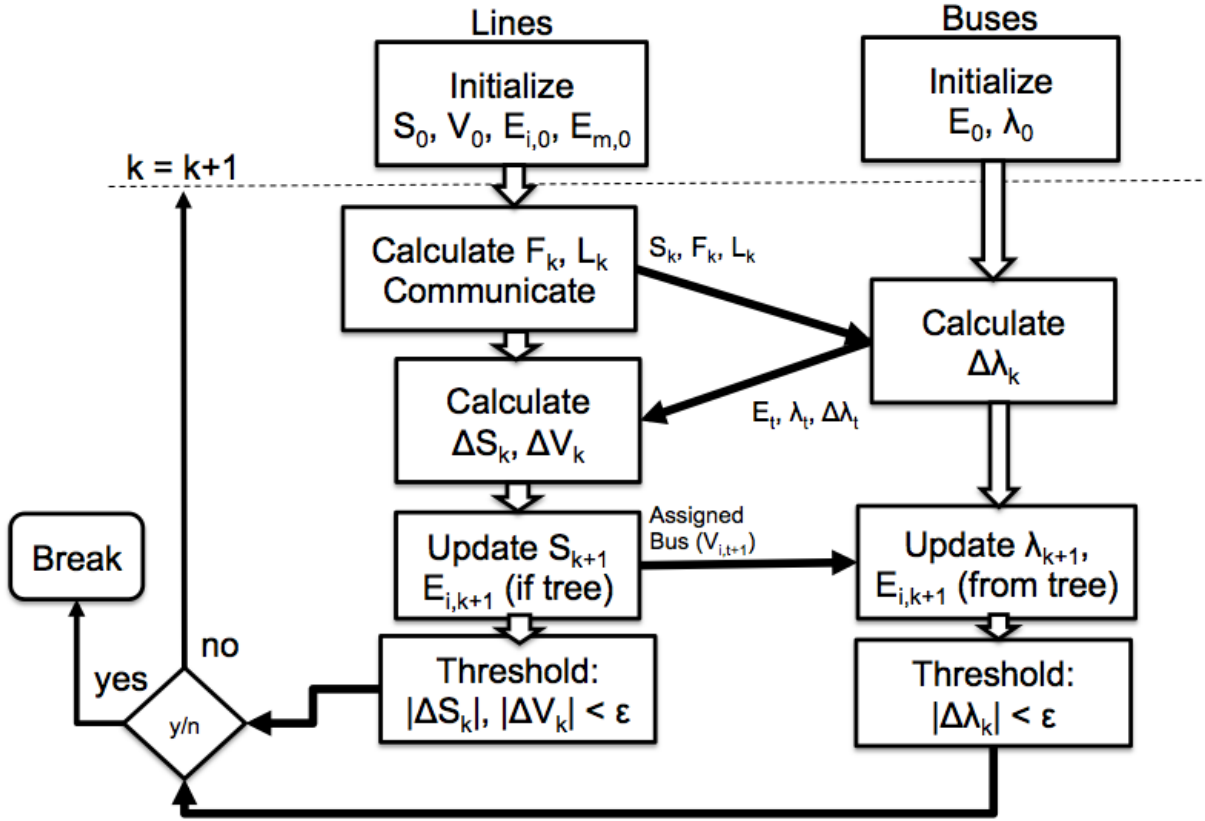 Lines
Buses
Initialize
S₀, V₀, Eᵢ,₀, Eₘ,₀
Initialize
E₀, λ₀
k = k+1
Calculate Fₖ, Lₖ
Communicate
Sₖ, Fₖ, Lₖ
Calculate
Δλₖ
Calculate
ΔSₖ, ΔVₖ
Eₜ, λₜ, Δλₜ
Update Sₖ₊₁
Eᵢ,ₖ₊₁ (if tree)
Assigned
Bus (Vᵢ,ₜ₊₁)
Update λₖ₊₁,
Eᵢ,ₖ₊₁ (from tree)
Break
no
yes
y/n
Threshold:
|ΔSₖ|, |ΔVₖ| < ε
Threshold:
|Δλₖ| < ε